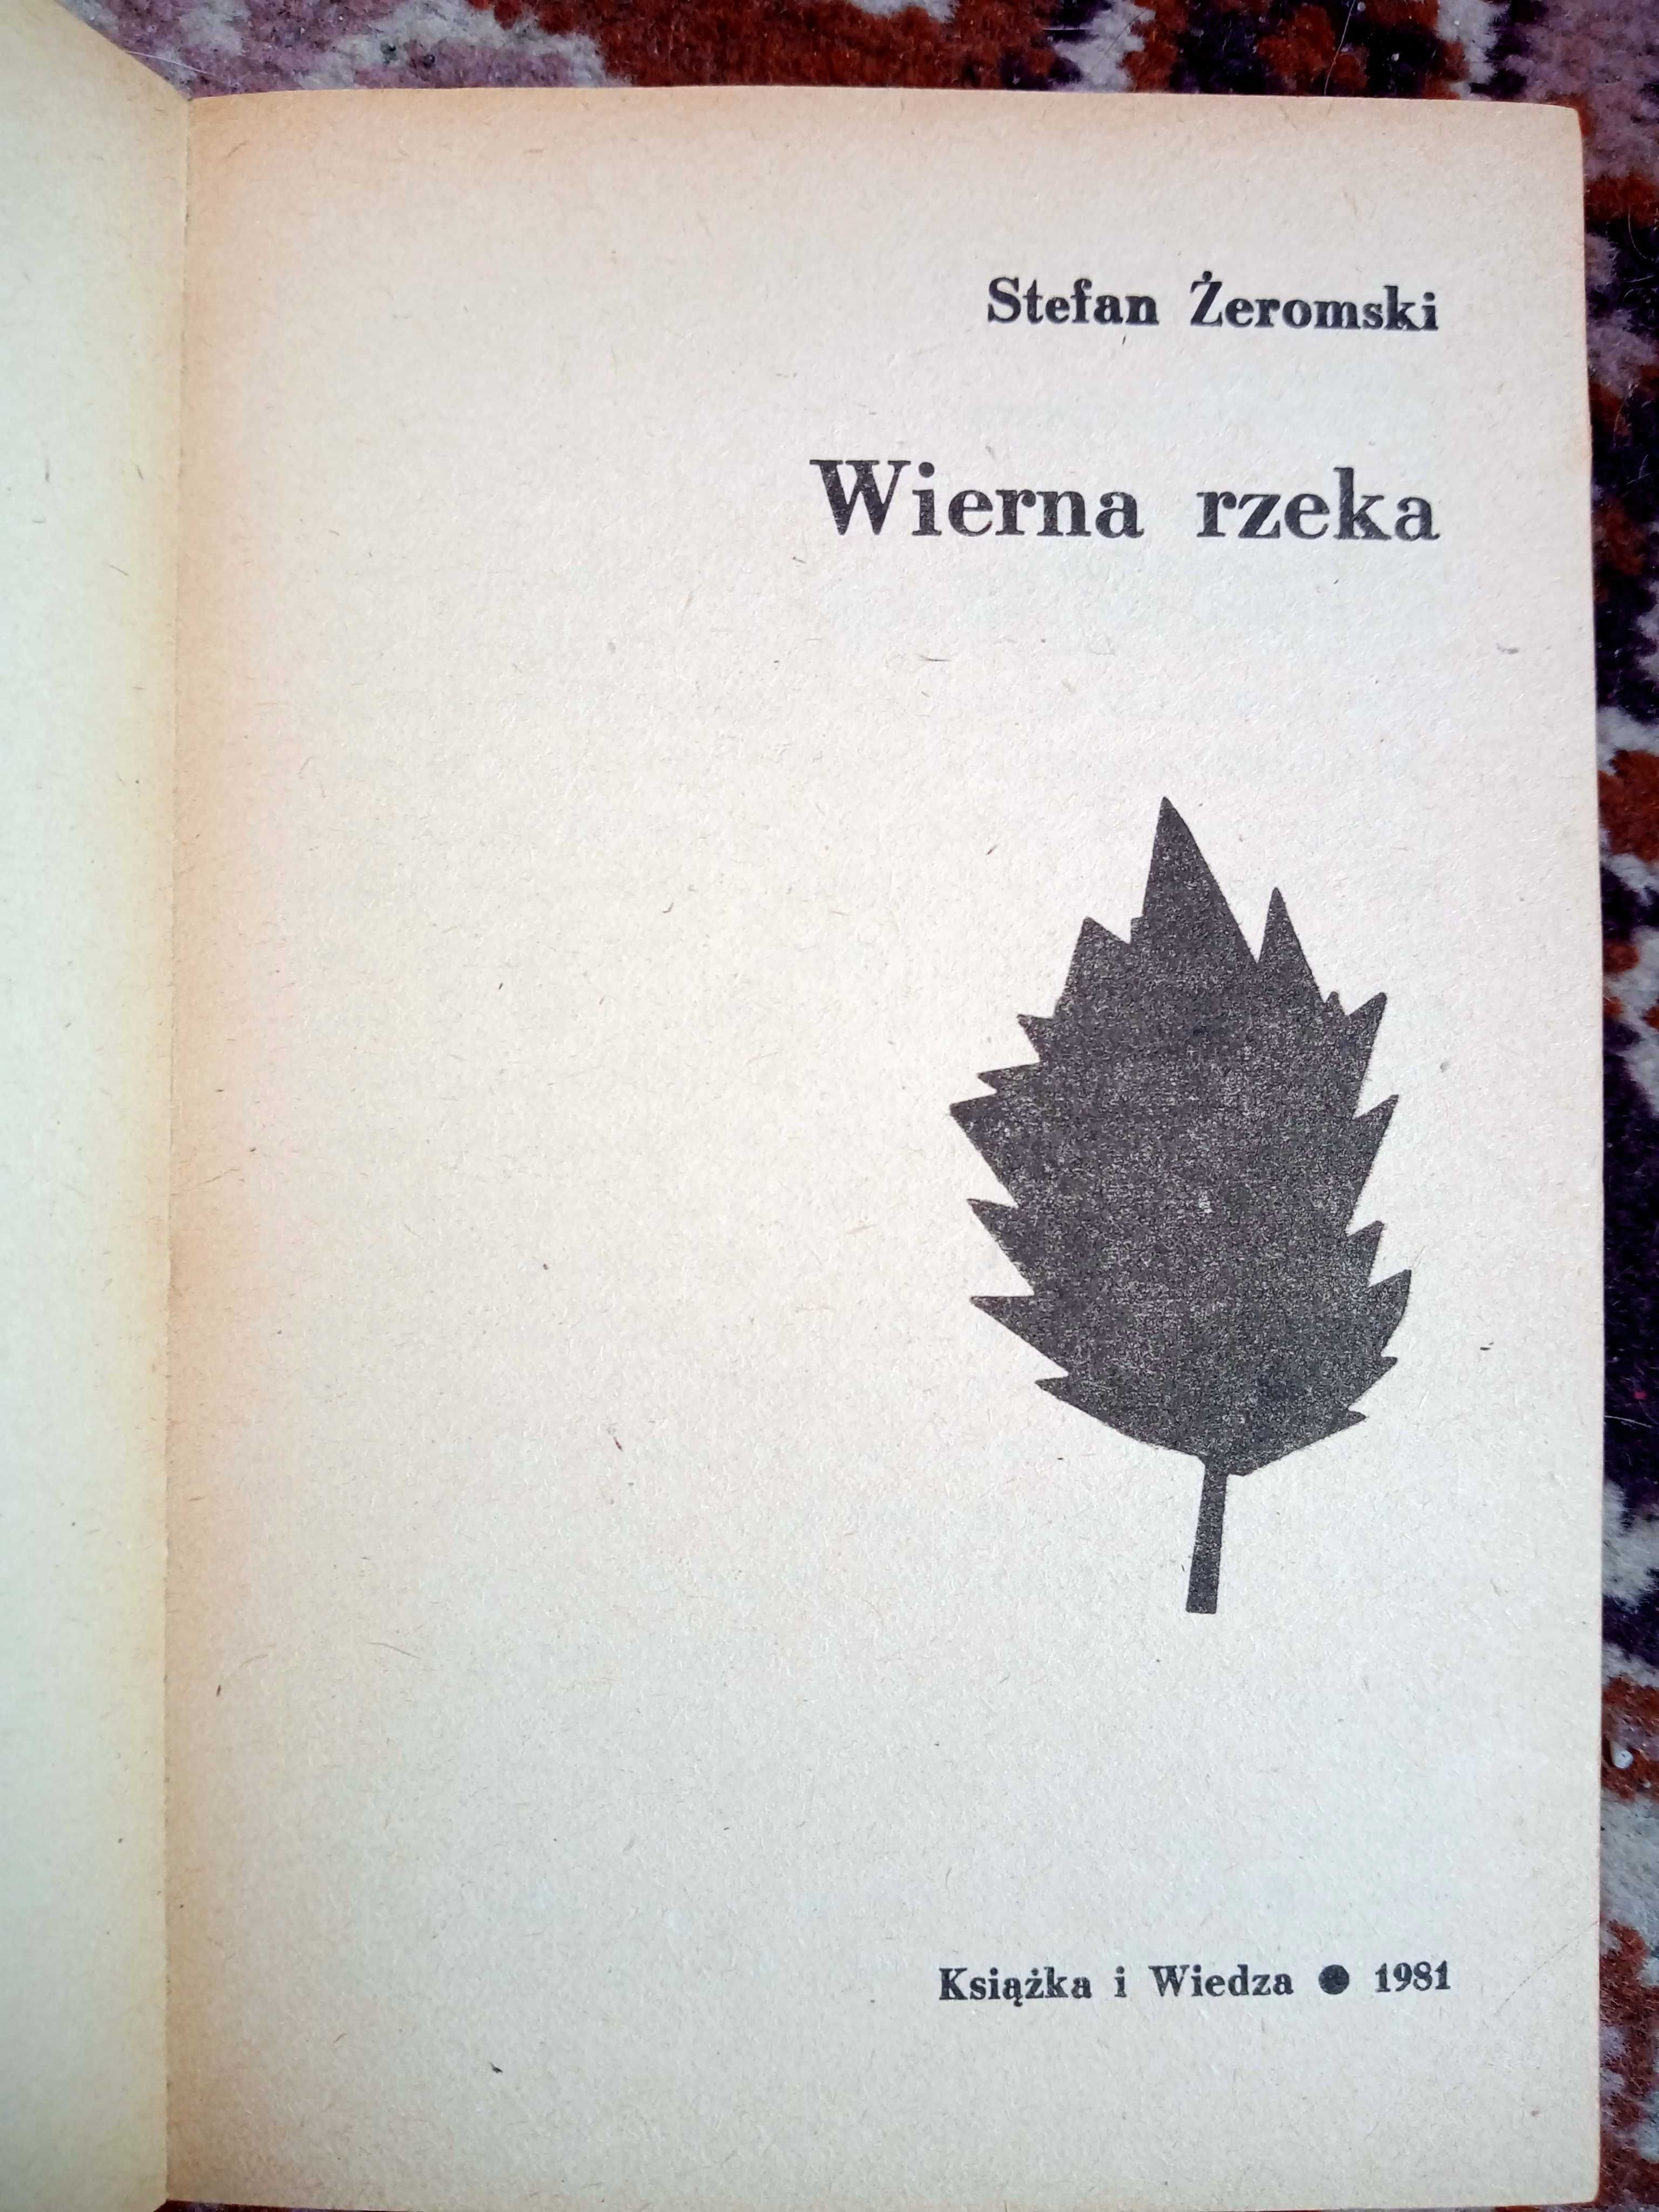 Stefan Żeromski
Wierna rzeka
Książka i Wiedza ● 1981